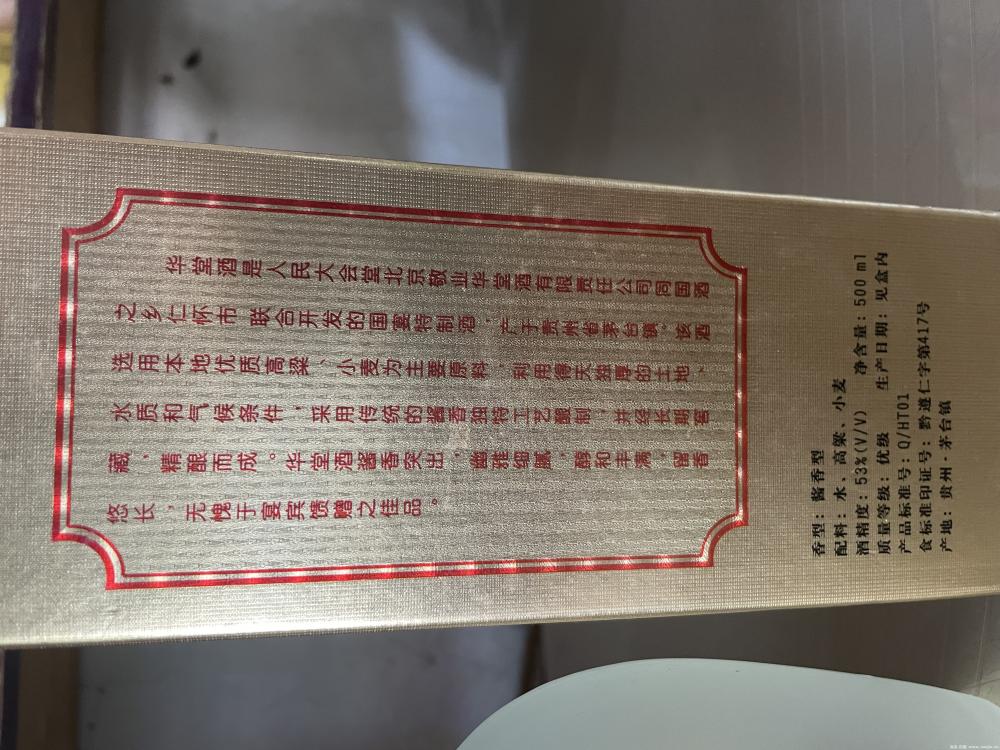 华堂酒是人民大会堂北京敬业华堂酒有限责任公司同国酒
之乡仁怀市联合开发的国宴特制酒，产于贵州省茅台镇。该酒
选用本地优质高粱、小麦为主要原料，利用得天独厚的土地、
水质和气候条件，采用传统的酱香独特工艺酿制，并经长期窖
藏，精酿而成。华堂酒酱香突出，幽雅细腻，醇和丰满，留香
悠长，无愧于宴宾馈赠之佳品。
香型：酱香型
配料：水、高粱、小麦
酒精度：53%(V/V) 净含量：500 ml
质量等级：优级 生产日期：见盒内
产品标准号：Q/HT01
食标准印证号：黔遵仁字第417号
产地：贵州·茅台镇